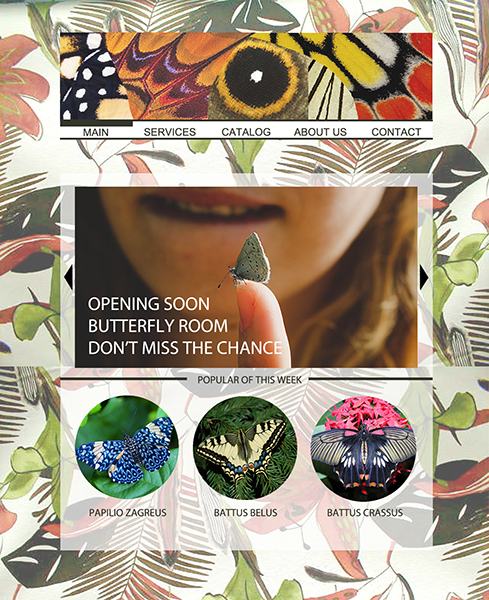 MAIN
SERVICES
CATALOG
ABOUT US
CONTACT
OPENING SOON
BUTTERFLY ROOM
DON'T MISS THE CHANCE
POPULAR OF THIS WEEK
PAPILIO ZAGREUS
BATTUS BELUS
BATTUS CRASSUS